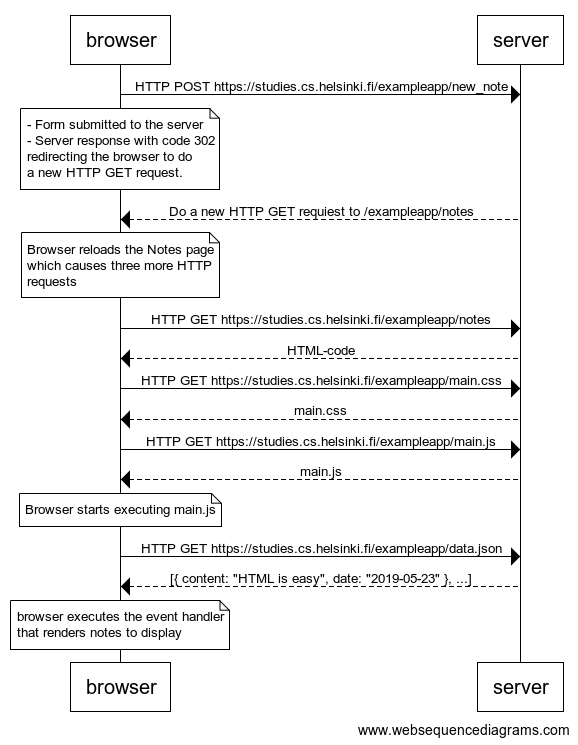 browser
server
HTTP POST https://studies.cs.helsinki.fi/exampleapp/new_note
- Form submitted to the server
- Server response with code 302
redirecting the browser to do
a new HTTP GET request.
Do a new HTTP GET requiest to /exampleapp/notes
Browser reloads the Notes page
which causes three more HTTP
requests
HTTP GET https://studies.cs.helsinki.fi/exampleapp/notes
HTML-code
HTTP GET https://studies.cs.helsinki.fi/exampleapp/main.css
main.css
HTTP GET https://studies.cs.helsinki.fi/exampleapp/main.js
main.js
Browser starts executing main.js
HTTP GET https://studies.cs.helsinki.fi/exampleapp/data.json
[{ content: "HTML is easy", date: "2019-05-23" }, ...]
browser executes the event handler
that renders notes to display
browser
server
www.websequencediagrams.com